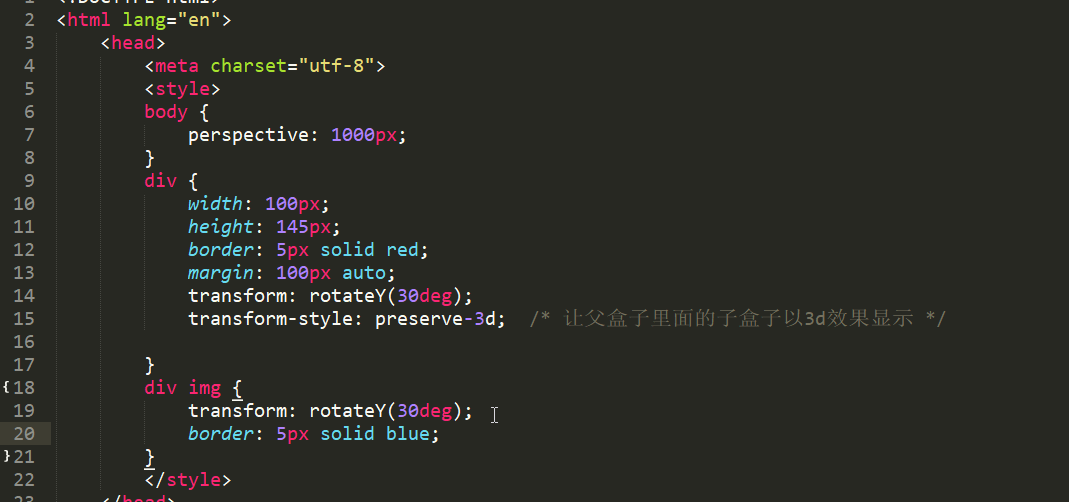 1 <!DOCTYPE html>
2 <html lang="en">
3 <head>
4 <meta charset="utf-8">
5 <style>
6 body {
7 perspective: 1000px;
8 }
9 div {
10 width: 100px;
11 height: 145px;
12 border: 5px solid red;
13 margin: 100px auto;
14 transform: rotateY(30deg);
15 transform-style: preserve-3d; /* 让父盒子里面的子盒子以3d效果显示 */
16
17 }
18 div img {
19 transform: rotateY(30deg);
20 border: 5px solid blue;
21 }
22 </style>
23 </head>